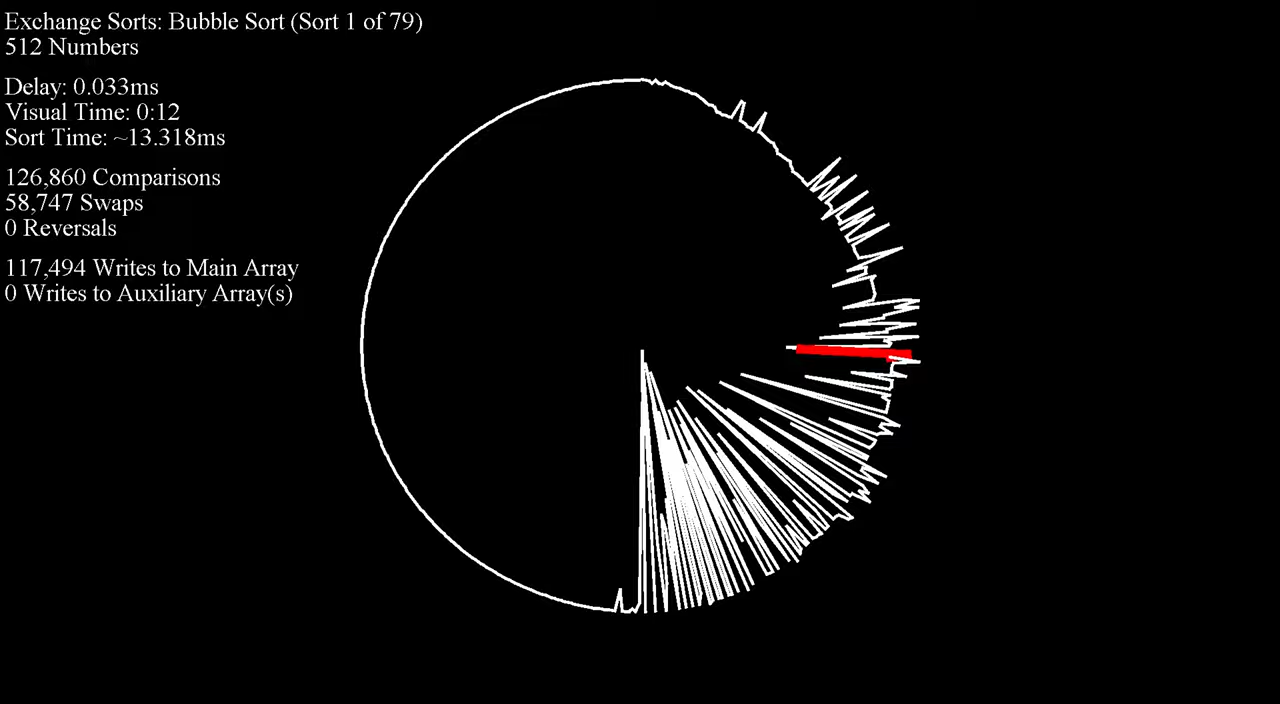 Exchange Sorts: Bubble Sort (Sort 1 of 79)
512 Numbers
Delay: 0.033ms
Visual Time: 0:12
Sort Time: ~13.318ms
126,860 Comparisons
58,747 Swaps
0 Reversals
117,494 Writes to Main Array
0 Writes to Auxiliary Array(s)